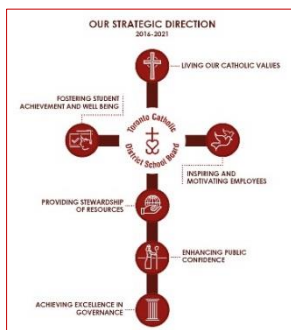 OUR STRATEGIC DIRECTION
2016-2021
LIVING OUR CATHOLIC VALUES
FOSTERING STUDENT
ACHIEVEMENT AND WELL BEING
Toronto Catholic
District School Board
INSPIRING AND
MOTIVATING EMPLOYEES
PROVIDING STEWARDSHIP
OF RESOURCES
ENHANCING PUBLIC
CONFIDENCE
ACHIEVING EXCELLENCE IN
GOVERNANCE